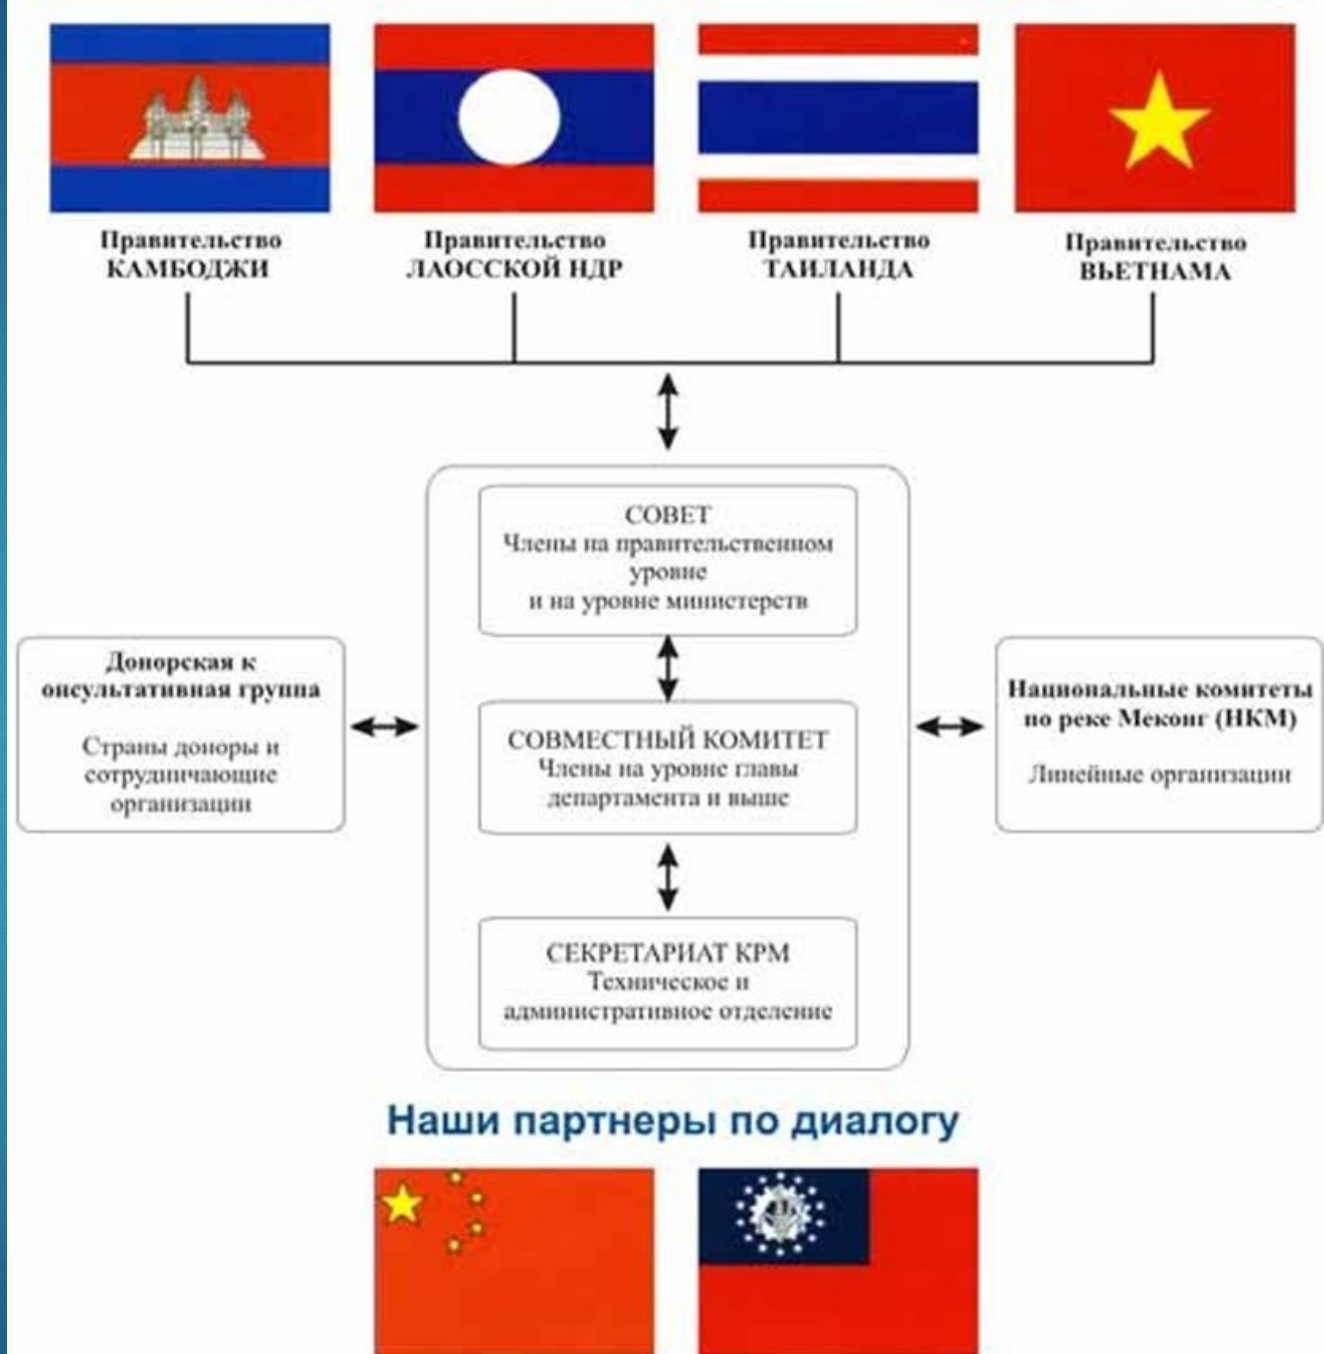 Правительство
КАМБОДЖИ
Правительство
ЛАОССКОЙ НДР
Правительство
ТАИЛАНДА
Правительство
ВЬЕТНАМА
СОВЕТ
Члены на правительственном
уровне
и на уровне министерств
Донорская к
онсультативная группа
Страны доноры и
сотрудничающие
организации
СОВМЕСТНЫЙ КОМИТЕТ
Члены на уровне главы
департамента и выше
Национальные комитеты
по реке Меконг (НКМ)
Линейные организации
СЕКРЕТАРИАТ КРМ
Техническое и
административное отделение
Наши партнеры по диалогу